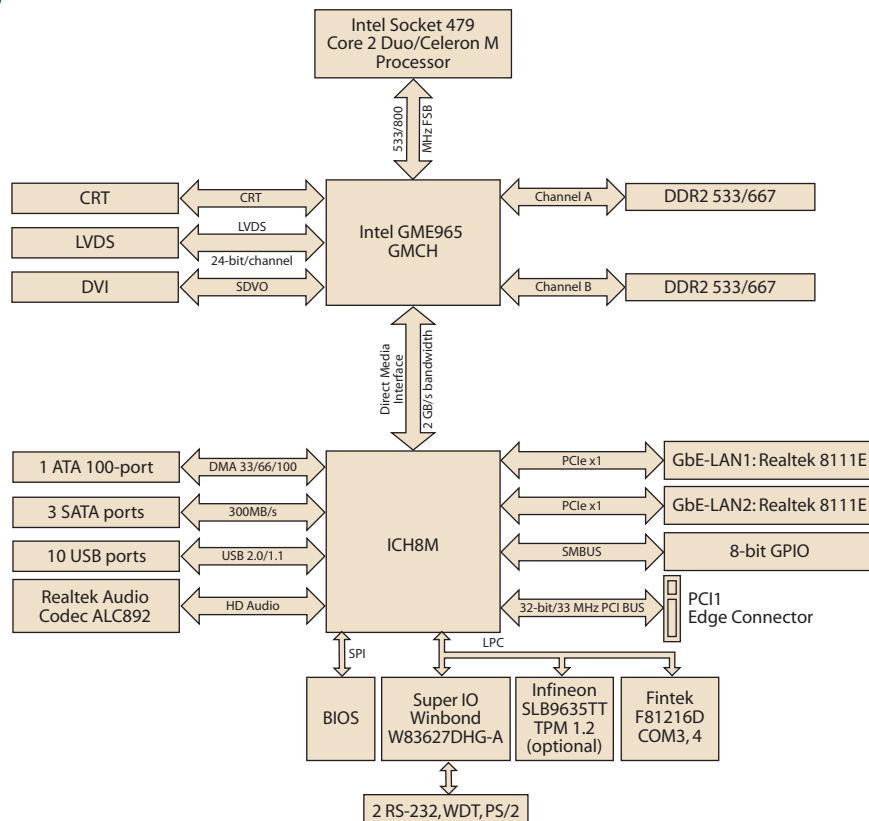 Intel Socket 479
Core 2 Duo/Celeron M
Processor
533/800
MHz FSB
CRT
CRT
LVDS
LVDS
24-bit/channel
DVI
SDVO
Intel GME965
GMCH
Channel A
DDR2 533/667
Channel B
DDR2 533/667
Direct Media
Interface
2 GB/s bandwidth
1 ATA 100-port
DMA 33/66/100
3 SATA ports
300MB/s
10 USB ports
USB 2.0/1.1
Realtek Audio
Codec ALC892
HD Audio
ICH8M
PCIe x1
GbE-LAN1: Realtek 8111E
PCIe x1
GbE-LAN2: Realtek 8111E
SMBUS
8-bit GPIO
32-bit/33 MHz PCI BUS
PCI1
Edge Connector
SPI
LPC
BIOS
Super IO
Winbond
W83627DHG-A
Infineon
SLB9635TT
TPM 1.2
(optional)
Fintek
F81216D
COM3, 4
2 RS-232, WDT, PS/2